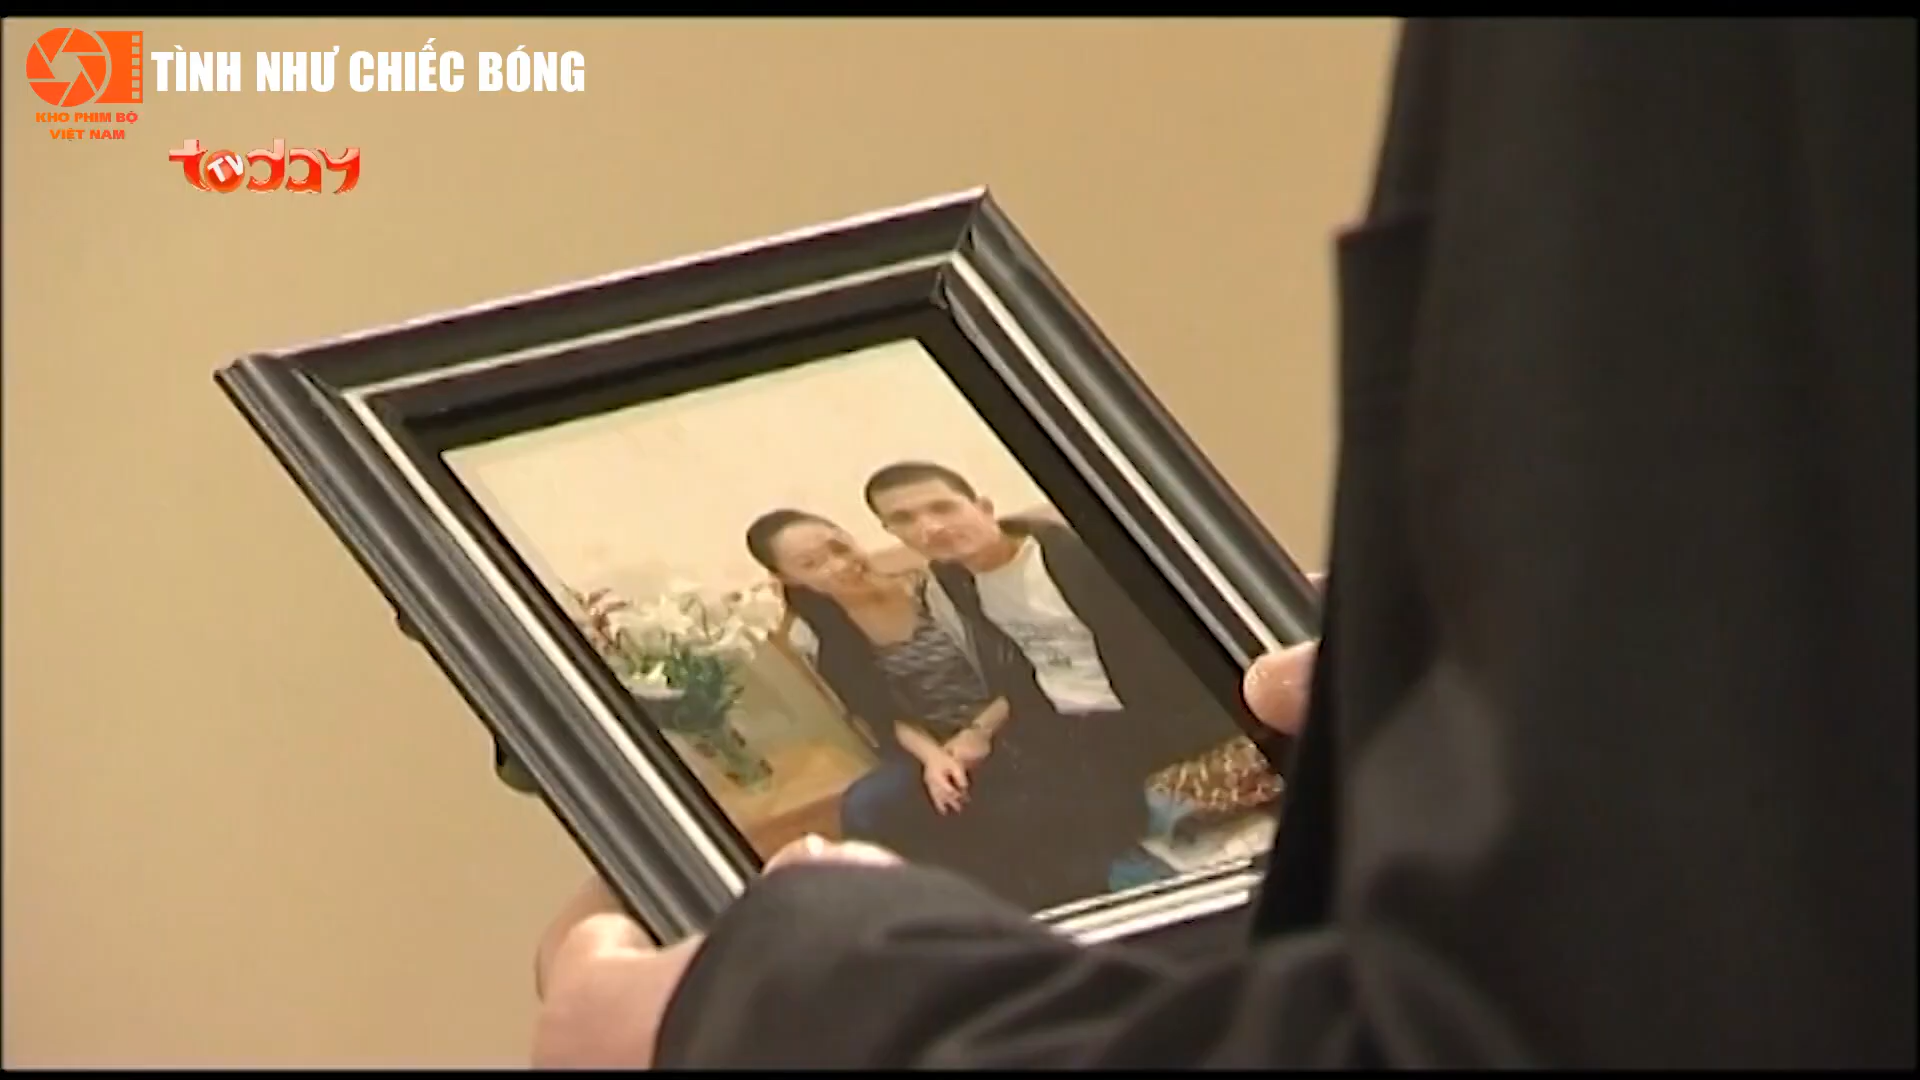 TÌNH NHƯ CHIẾC BÓNG
KHO PHIM BỘ
VIỆT NAM
today
TV